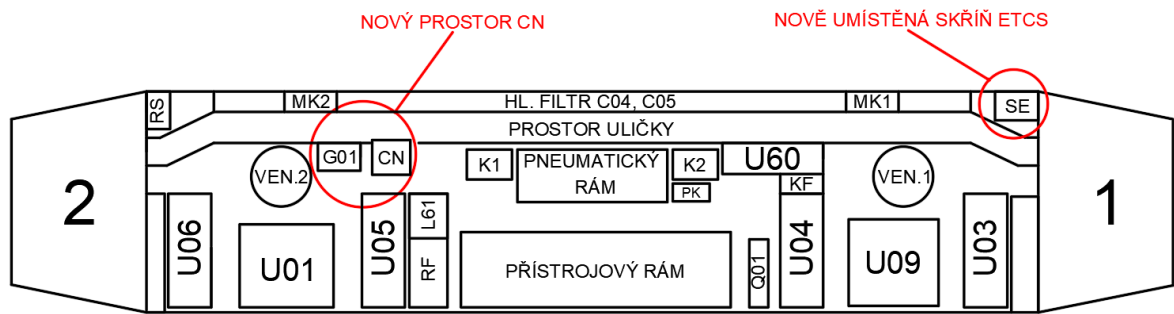 NOVÝ PROSTOR CN
NOVĚ UMÍSTĚNÁ SKŘÍŇ ETCS
RS
MK2
HL. FILTR C04, C05
MK1
SE
PROSTOR ULIČKY
G01
CN
K1
PNEUMATICKÝ
RÁM
K2
PK
U60
KF
VEN.2
VEN.1
2
1
U06
U01
U05
L61
RF
PŘÍSTROJOVÝ RÁM
Q01
U04
U09
U03